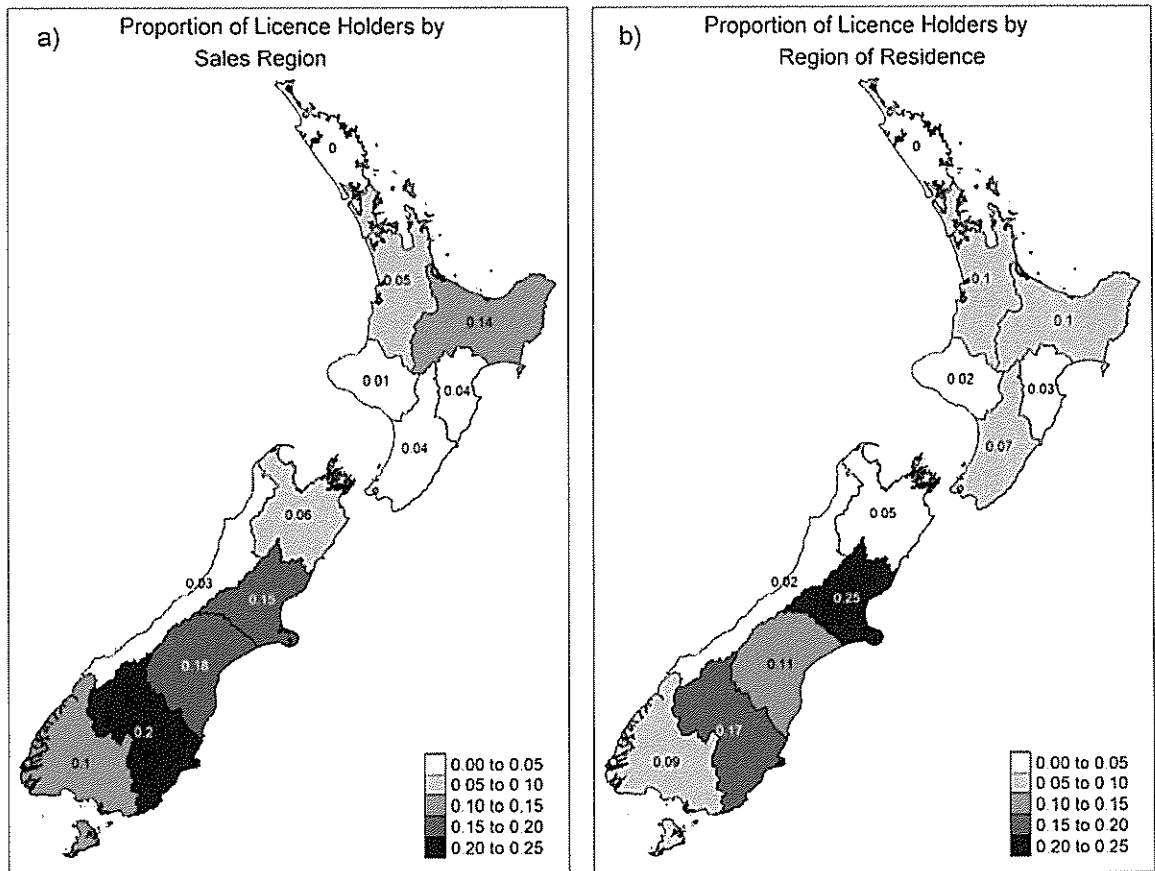 a)
Proportion of Licence Holders by
Sales Region
0
0.05
0.14
0.01
0.04
0.04
0.06
0.03
0.15
0.18
0.2
0.1
0.00 to 0.05
0.05 to 0.10
0.10 to 0.15
0.15 to 0.20
0.20 to 0.25
b)
Proportion of Licence Holders by
Region of Residence
0
0.1
0.1
0.02
0.03
0.07
0.05
0.02
0.25
0.11
0.17
0.09
0.00 to 0.05
0.05 to 0.10
0.10 to 0.15
0.15 to 0.20
0.20 to 0.25